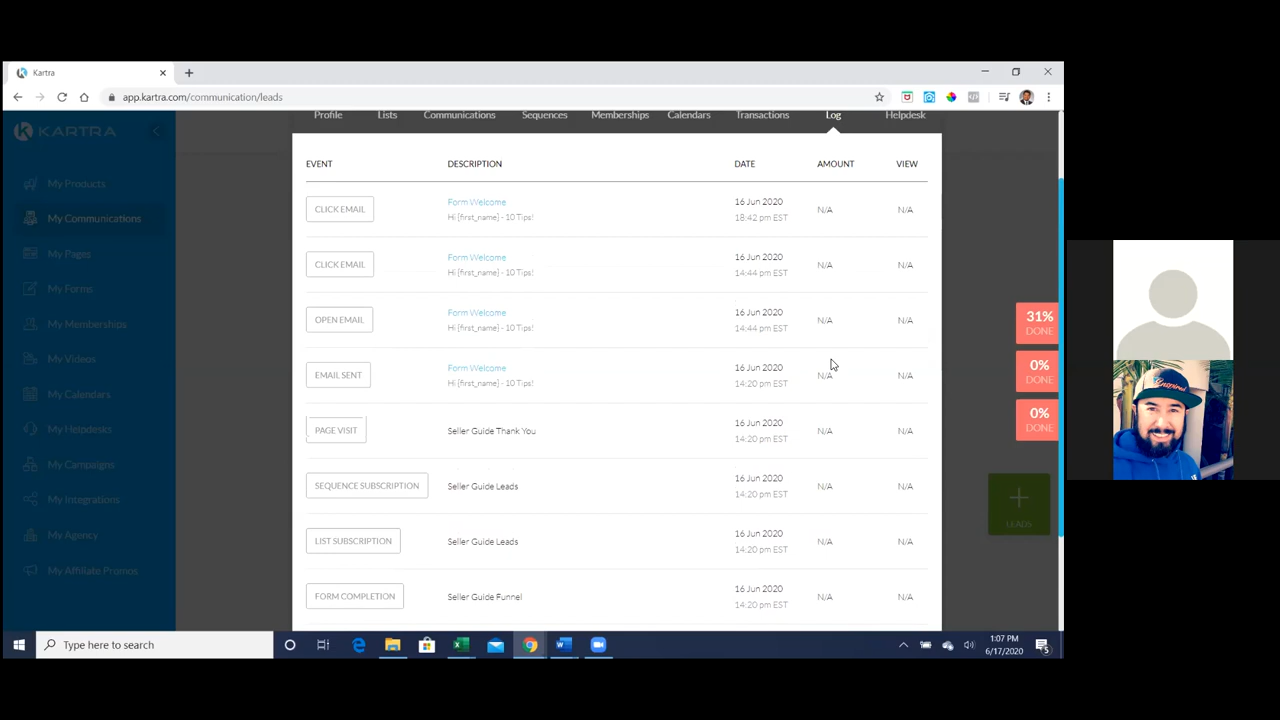 Kartra
app.kartra.com/communication/leads
KARTRA
Profile Lists Communications Sequences Memberships Calendars Transactions Log Helpdesk
My Products
My Communications
My Pages
My Forms
My Memberships
My Videos
My Calendars
My Helpdesks
My Campaigns
My Integrations
My Agency
My Affiliate Promos
EVENT DESCRIPTION DATE AMOUNT VIEW
CLICK EMAIL Form Welcome 16 Jun 2020 N/A N/A
Hi {first_name} - 10 Tips! 18:42 pm EST
CLICK EMAIL Form Welcome 16 Jun 2020 N/A N/A
Hi {first_name} - 10 Tips! 14:44 pm EST
OPEN EMAIL Form Welcome 16 Jun 2020 N/A N/A
Hi {first_name} - 10 Tips! 14:44 pm EST
EMAIL SENT Form Welcome 16 Jun 2020 N/A N/A
Hi {first_name} - 10 Tips! 14:20 pm EST
PAGE VISIT Seller Guide Thank You 16 Jun 2020 N/A N/A
14:20 pm EST
SEQUENCE SUBSCRIPTION Seller Guide Leads 16 Jun 2020 N/A N/A
14:20 pm EST
LIST SUBSCRIPTION Seller Guide Leads 16 Jun 2020 N/A N/A
14:20 pm EST
FORM COMPLETION Seller Guide Funnel 16 Jun 2020 N/A N/A
14:20 pm EST
31%
DONE
0%
DONE
0%
DONE
LEADS
Inspired
Type here to search
1:07 PM
6/17/2020
5